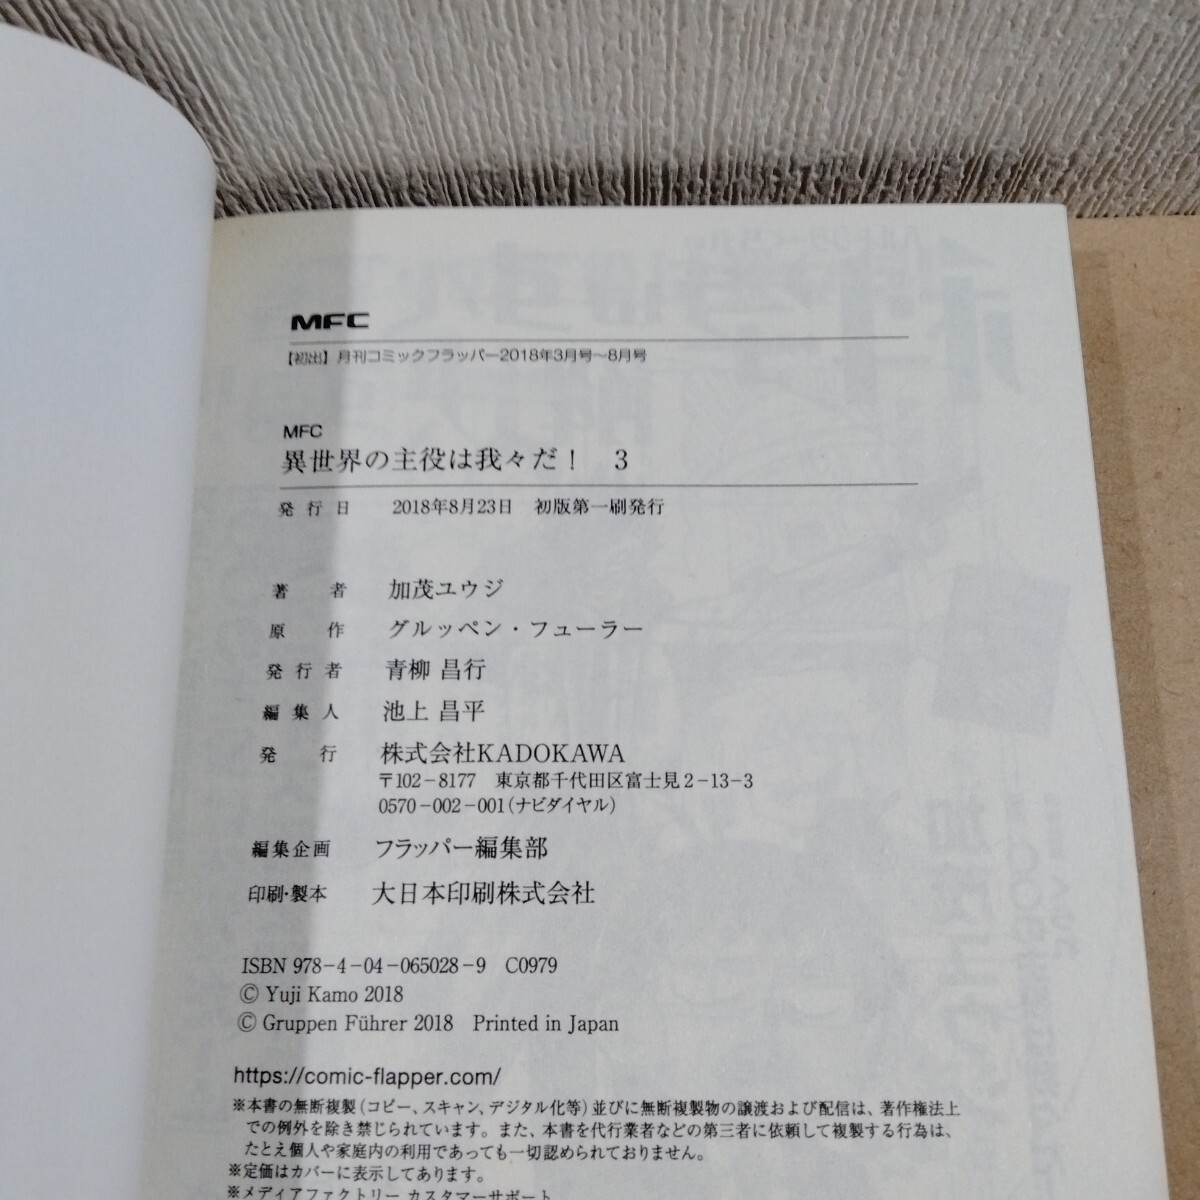 MFC
【初出】月刊コミックフラッパー2018年3月号〜8月号
MFC
異世界の主役は我々だ！ 3
発行日 2018年8月23日 初版第一刷発行
著者 加茂ユウジ
原作 グルッペン・フューラー
発行者 青柳 昌行
編集人 池上 昌平
発行 株式会社KADOKAWA
〒102-8177 東京都千代田区富士見2-13-3
0570-002-001（ナビダイヤル）
編集企画 フラッパー編集部
印刷・製本 大日本印刷株式会社
ISBN 978-4-04-065028-9 C0979
© Yuji Kamo 2018
© Gruppen Führer 2018 Printed in Japan
https://comic-flapper.com/
※本書の無断複製（コピー、スキャン、デジタル化等）並びに無断複製物の譲渡および配信は、著作権法上
での例外を除き禁じられています。また、本書を代行業者などの第三者に依頼して複製する行為は、
たとえ個人や家庭内の利用であっても一切認められておりません。
※定価はカバーに表示してあります。
※メディアファクトリー カスタマーサポート